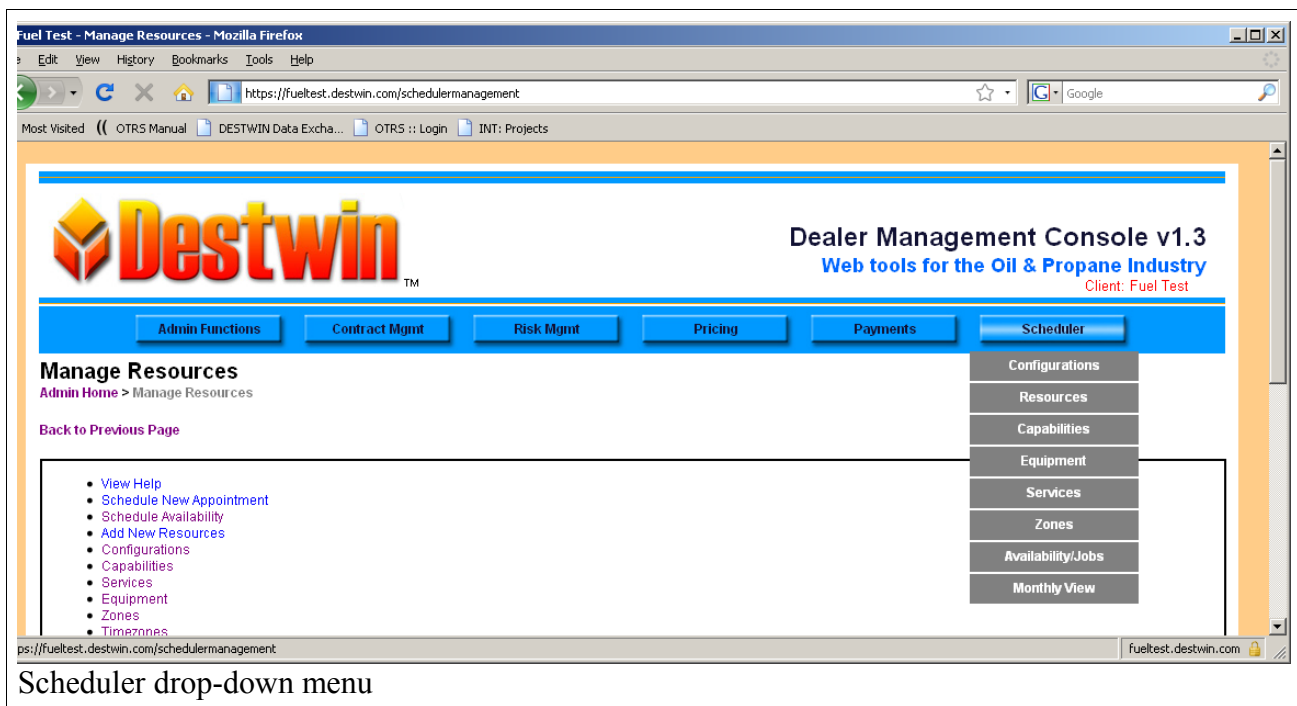 Fuel Test - Manage Resources - Mozilla Firefox
Edit View History Bookmarks Tools Help
https://fueltest.destwin.com/schedulermanagement
Google
Most Visited OTRS Manual DESTWIN Data Excha... OTRS :: Login INT: Projects
Destwin TM
Dealer Management Console v1.3
Web tools for the Oil & Propane Industry
Client: Fuel Test
Admin Functions Contract Mgmt Risk Mgmt Pricing Payments Scheduler
Manage Resources
Admin Home > Manage Resources
Back to Previous Page
Configurations
Resources
Capabilities
Equipment
Services
Zones
Availability/Jobs
Monthly View
• View Help
• Schedule New Appointment
• Schedule Availability
• Add New Resources
• Configurations
• Capabilities
• Services
• Equipment
• Zones
• Timezones
ps://fueltest.destwin.com/schedulermanagement
fueltest.destwin.com
Scheduler drop-down menu